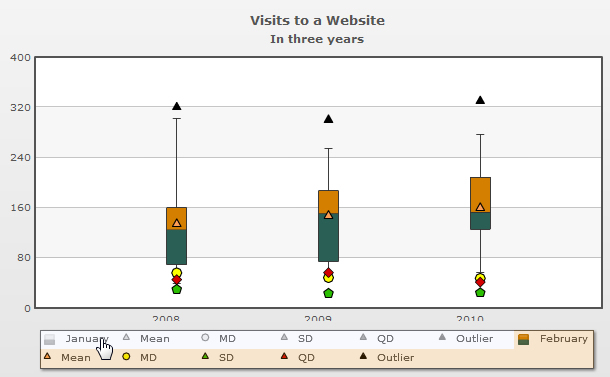 Visits to a Website
In three years
400
320
240
160
80
0
2008 2009 2010
January Mean MD SD QD Outlier February
Mean MD SD QD Outlier